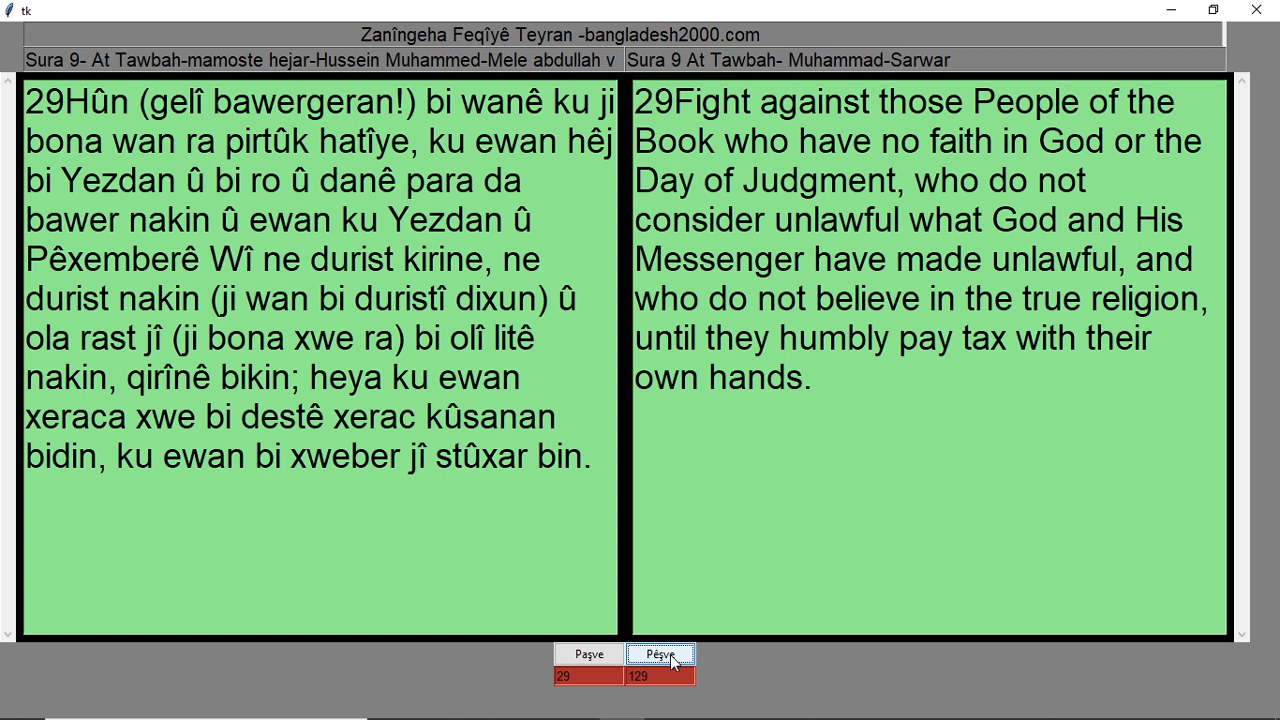 tk
Zanîngeha Feqîyê Teyran -bangladesh2000.com
Sura 9- At Tawbah-mamoste hejar-Hussein Muhammed-Mele abdullah v
Sura 9 At Tawbah- Muhammad-Sarwar
29Hûn (gelî bawergeran!) bi wanê ku ji
bona wan ra pirtûk hatîye, ku ewan hêj
bi Yezdan û bi ro û danê para da
bawer nakin û ewan ku Yezdan û
Pêxemberê Wî ne durist kirine, ne
durist nakin (ji wan bi duristî dixun) û
ola rast jî (ji bona xwe ra) bi olî litê
nakin, qirînê bikin; heya ku ewan
xeraca xwe bi destê xerac kûsanan
bidin, ku ewan bi xweber jî stûxar bin.
29Fight against those People of the
Book who have no faith in God or the
Day of Judgment, who do not
consider unlawful what God and His
Messenger have made unlawful, and
who do not believe in the true religion,
until they humbly pay tax with their
own hands.
Paşve
Pêşve
29
129